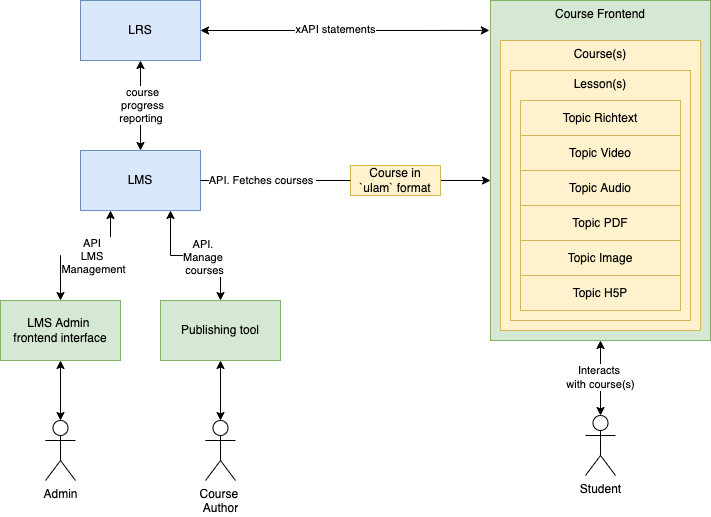 LRS
xAPI statements
Course Frontend
Course(s)
Lesson(s)
Topic Richtext
Topic Video
Topic Audio
Topic PDF
Topic Image
Topic H5P
course
progress
reporting
LMS
API. Fetches courses
Course in
`ulam` format
API
LMS
Management
API.
Manage
courses
LMS Admin
frontend interface
Publishing tool
Interacts
with course(s)
Admin
Course
Author
Student